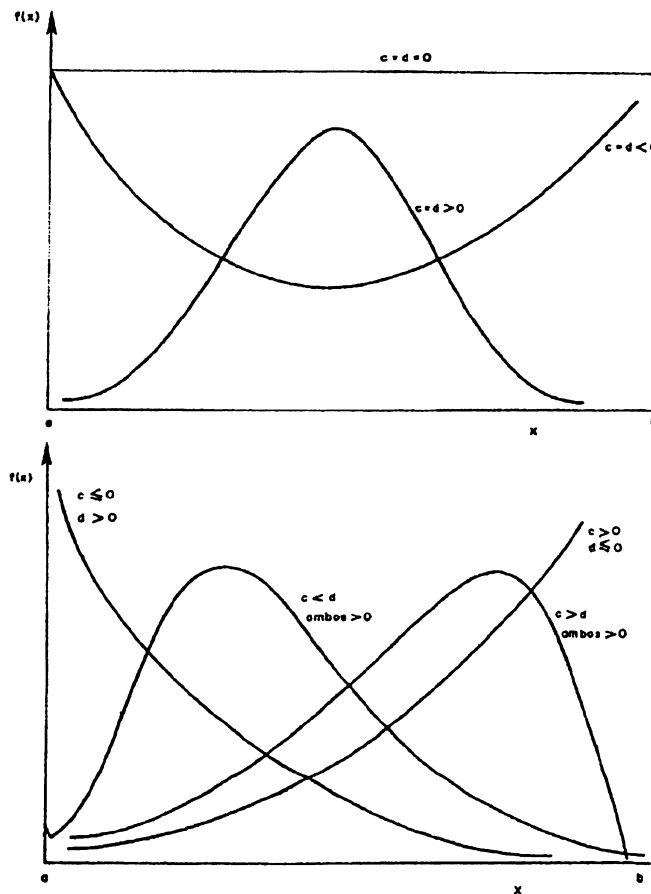 f(x)
c = d = 0
c = d < 0
c = d > 0
a
x
f(x)
c ≦ 0
d > 0
c > 0
d ≦ 0
c < d
ambos > 0
c > d
ambos > 0
a
b
x